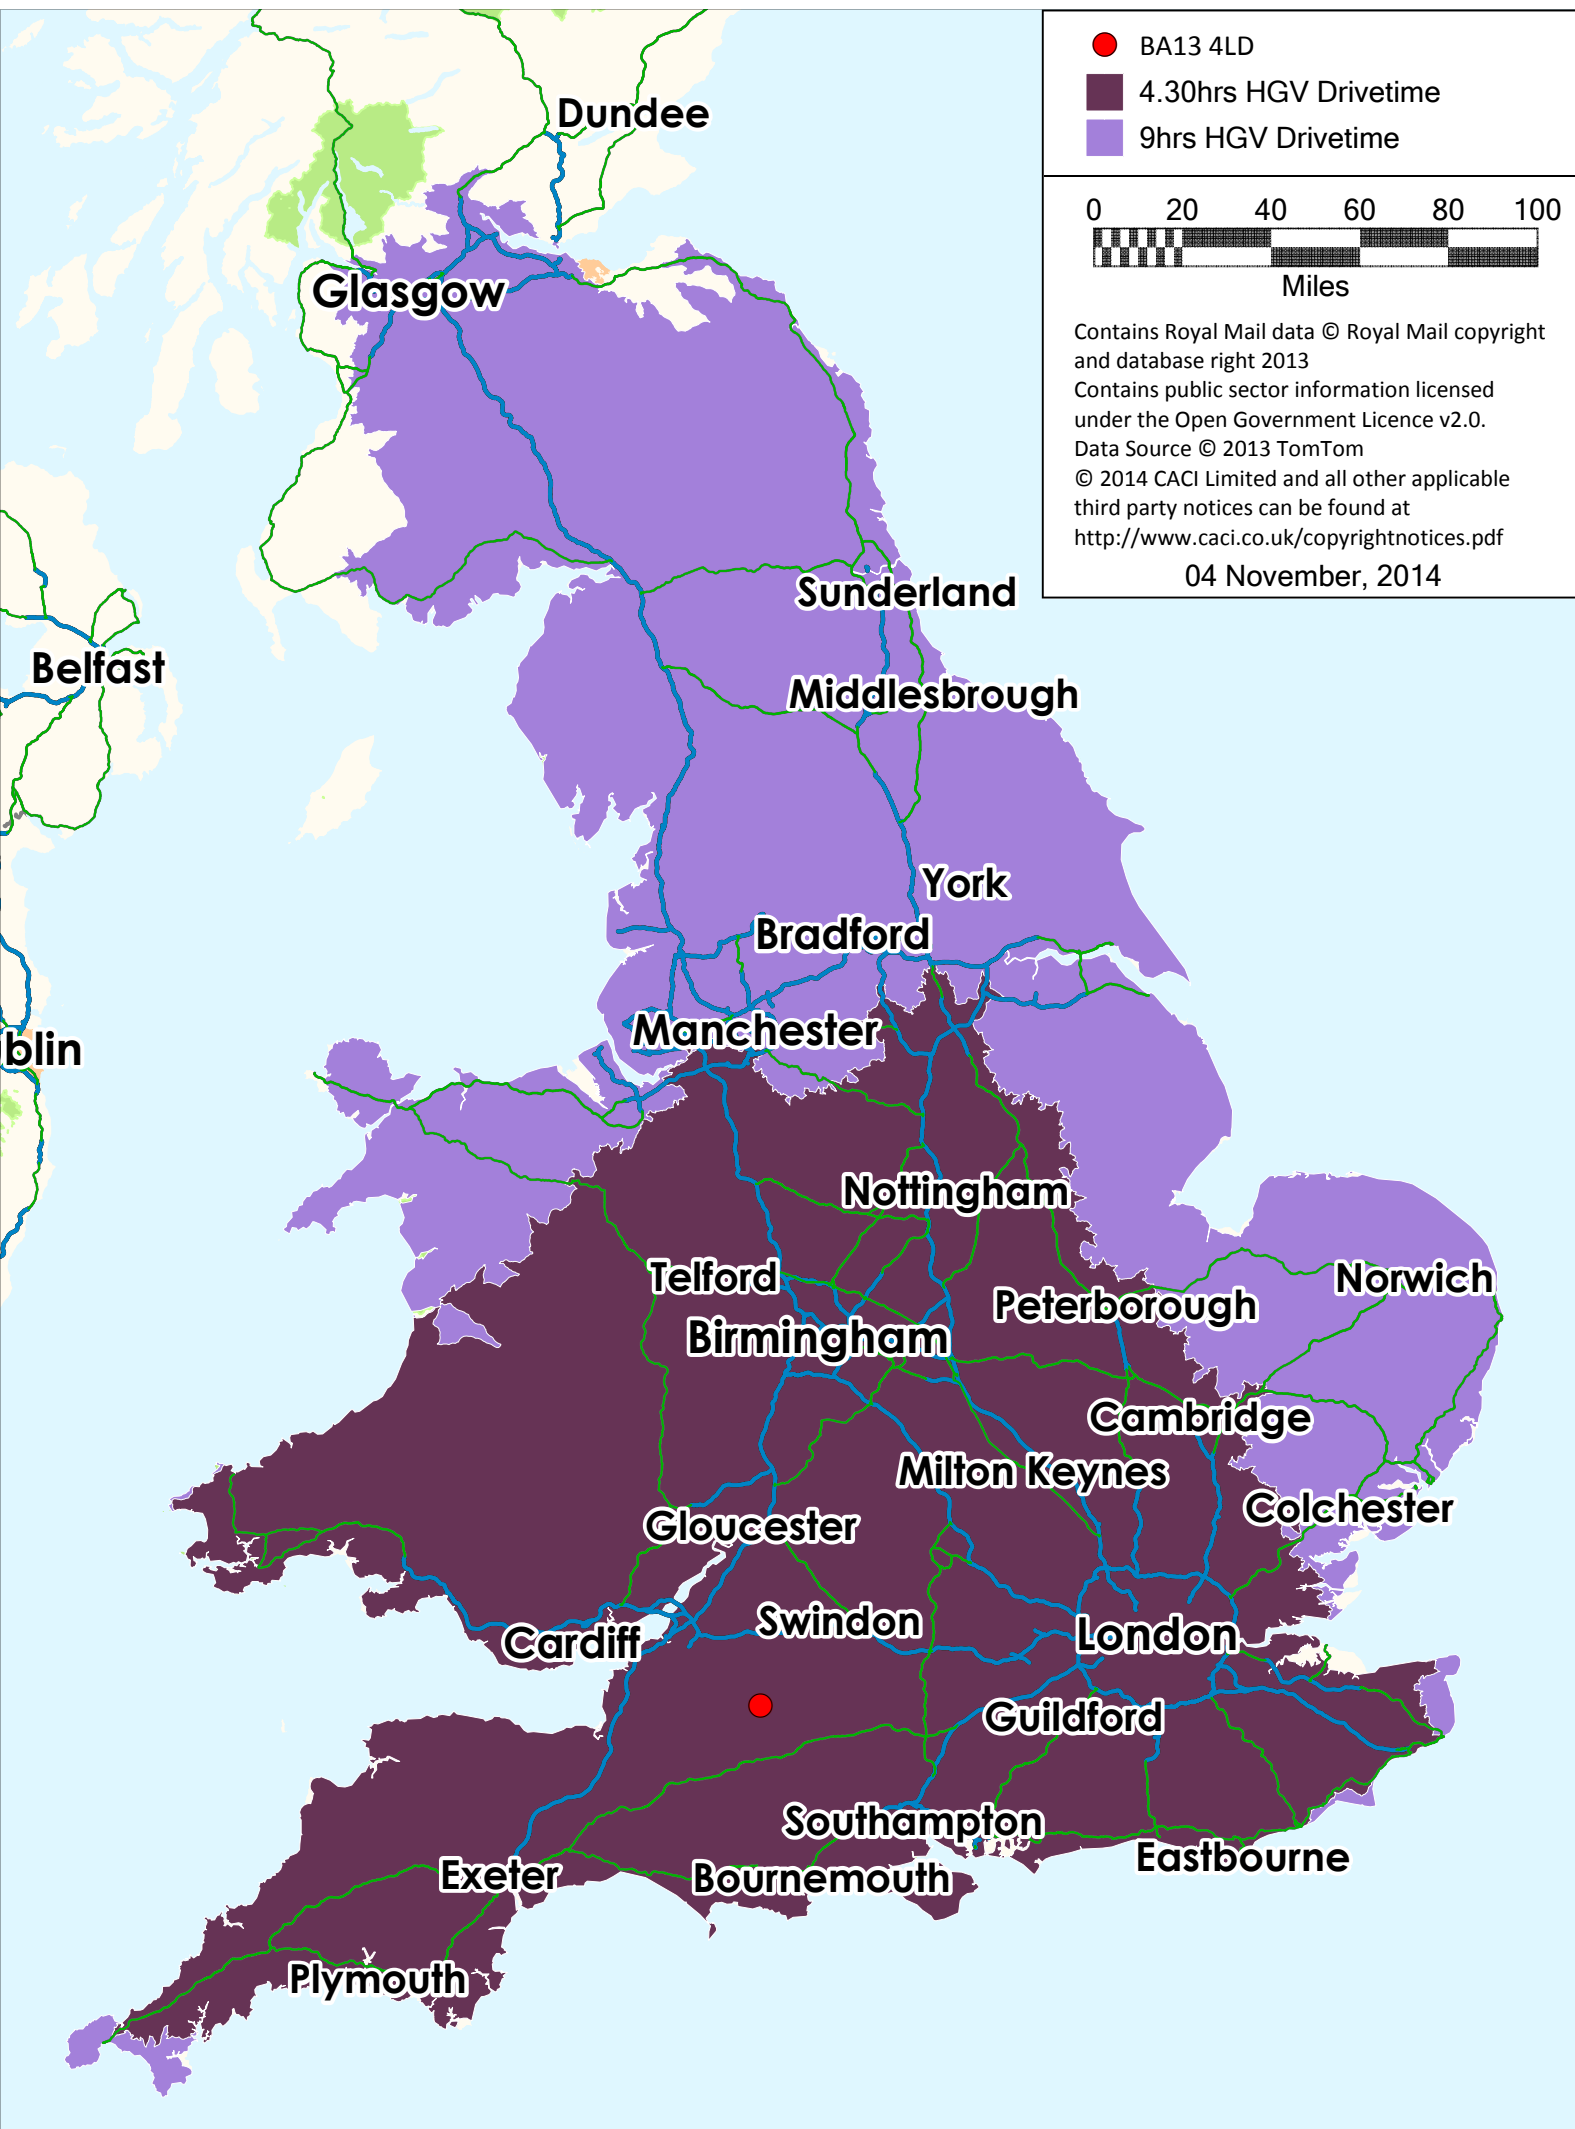 BA13 4LD
4.30hrs HGV Drivetime
9hrs HGV Drivetime
0 20 40 60 80 100
Miles
Contains Royal Mail data © Royal Mail copyright
and database right 2013
Contains public sector information licensed
under the Open Government Licence v2.0.
Data Source © 2013 TomTom
© 2014 CACI Limited and all other applicable
third party notices can be found at
http://www.caci.co.uk/copyrightnotices.pdf
04 November, 2014
Dundee
Glasgow
Sunderland
Belfast
Middlesbrough
York
Bradford
Manchester
blin
Nottingham
Telford
Norwich
Peterborough
Birmingham
Cambridge
Milton Keynes
Colchester
Gloucester
Swindon
London
Cardiff
Guildford
Southampton
Eastbourne
Exeter
Bournemouth
Plymouth